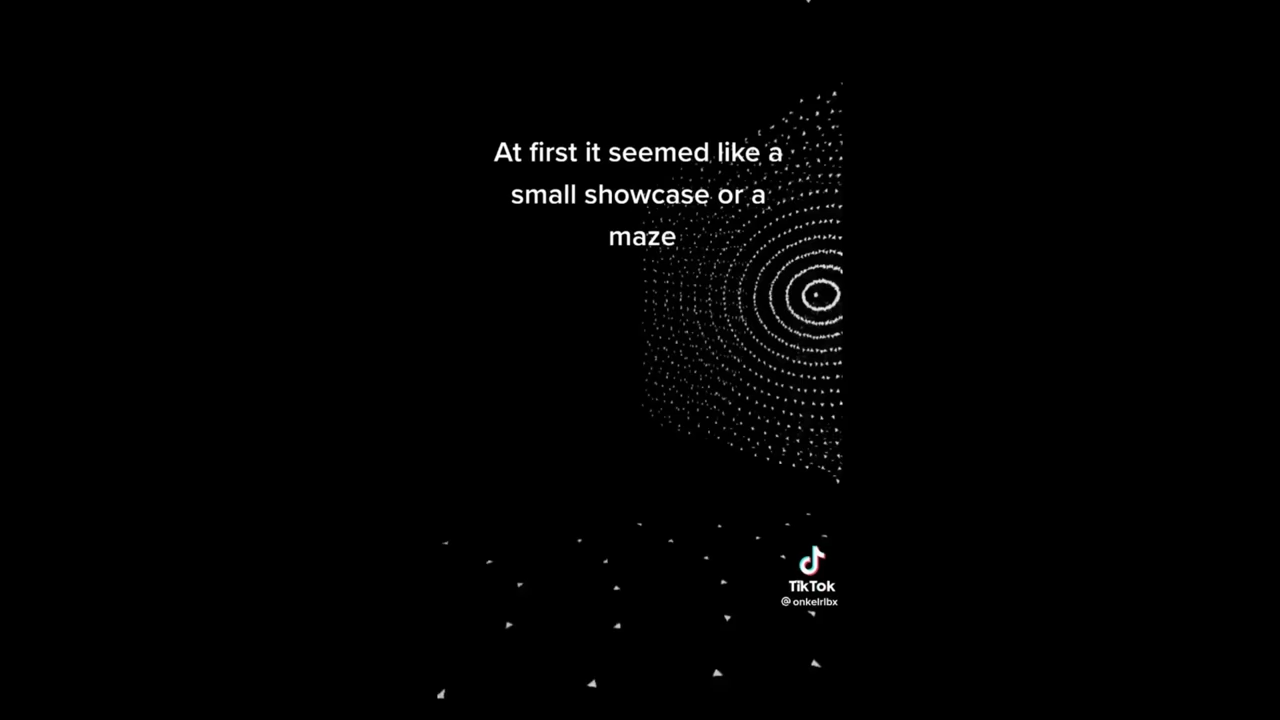 At first it seemed like a
small showcase or a
maze
TikTok
@onkelrlbx